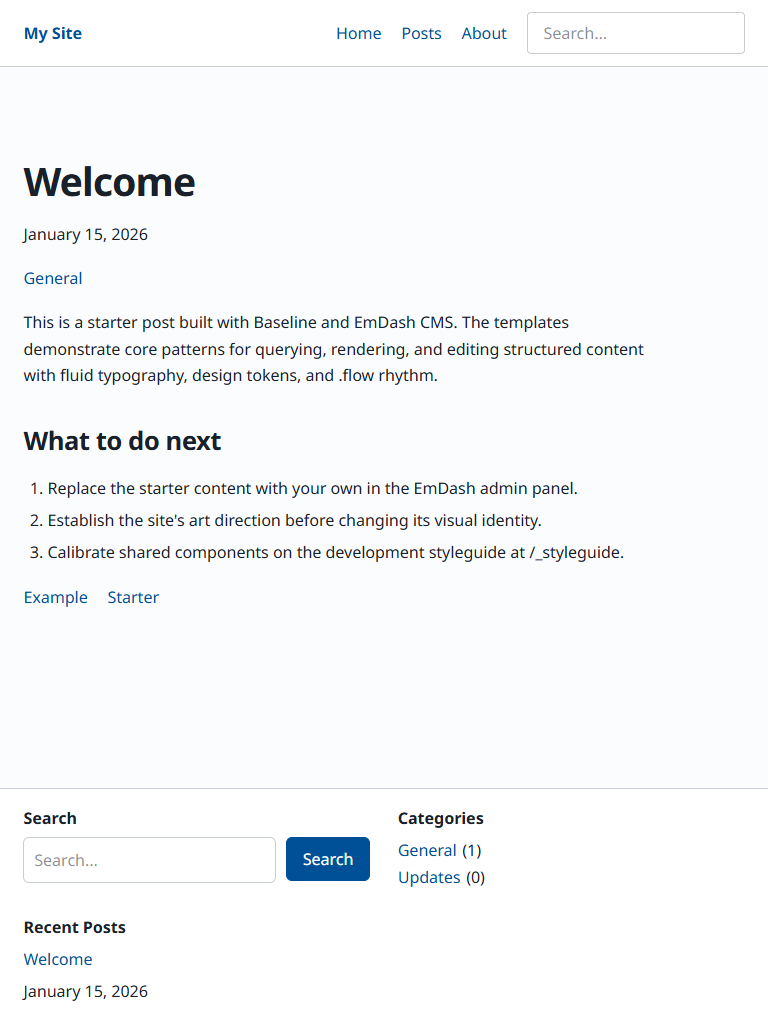 My Site
Home
Posts
About
Search...
Welcome
January 15, 2026
General
This is a starter post built with Baseline and EmDash CMS. The templates
demonstrate core patterns for querying, rendering, and editing structured content
with fluid typography, design tokens, and .flow rhythm.
What to do next
1. Replace the starter content with your own in the EmDash admin panel.
2. Establish the site's art direction before changing its visual identity.
3. Calibrate shared components on the development styleguide at /_styleguide.
Example
Starter
Search
Search...
Search
Categories
General (1)
Updates (0)
Recent Posts
Welcome
January 15, 2026